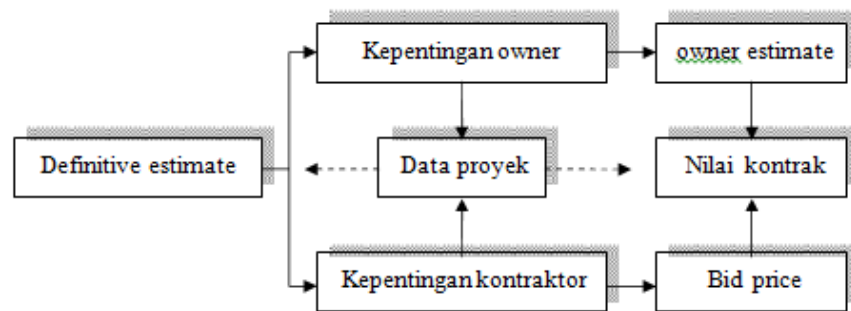 Kepentingan owner
owner estimate
Definitive estimate
Data proyek
Nilai kontrak
Kepentingan kontraktor
Bid price